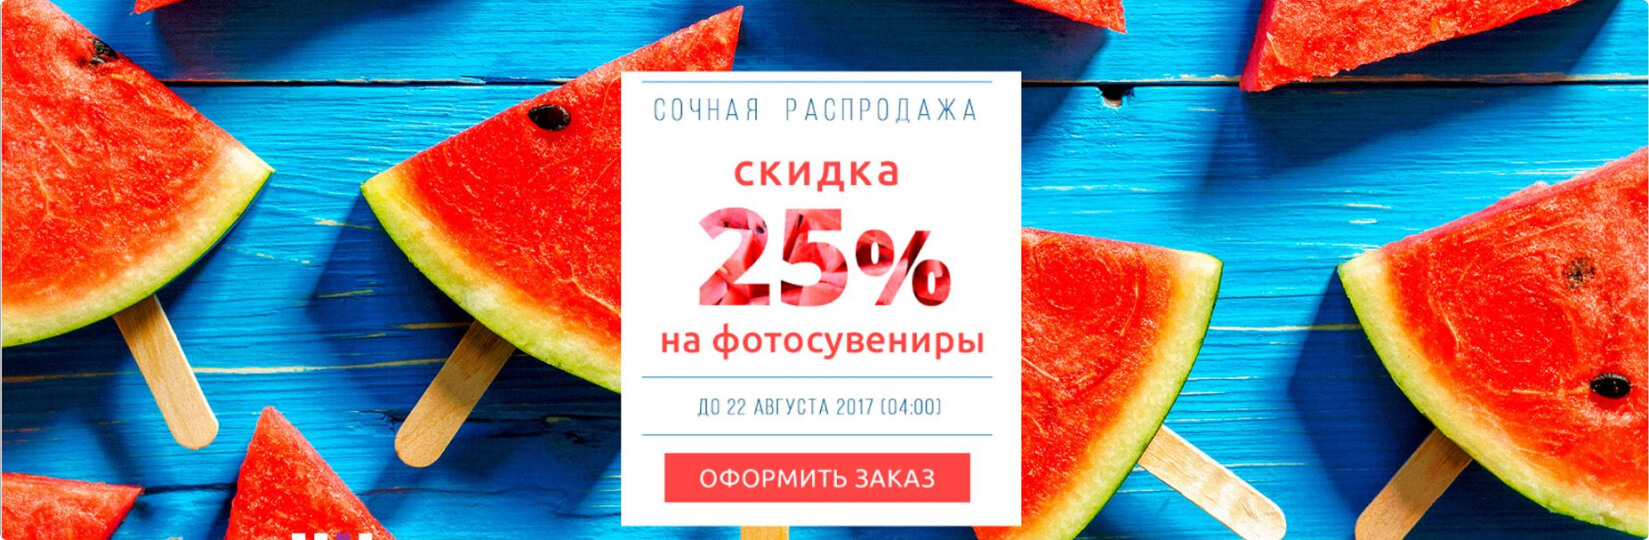 СОЧНАЯ РАСПРОДАЖА
скидка
25%
на фотосувениры
ДО 22 АВГУСТА 2017 (04:00)
ОФОРМИТЬ ЗАКАЗ